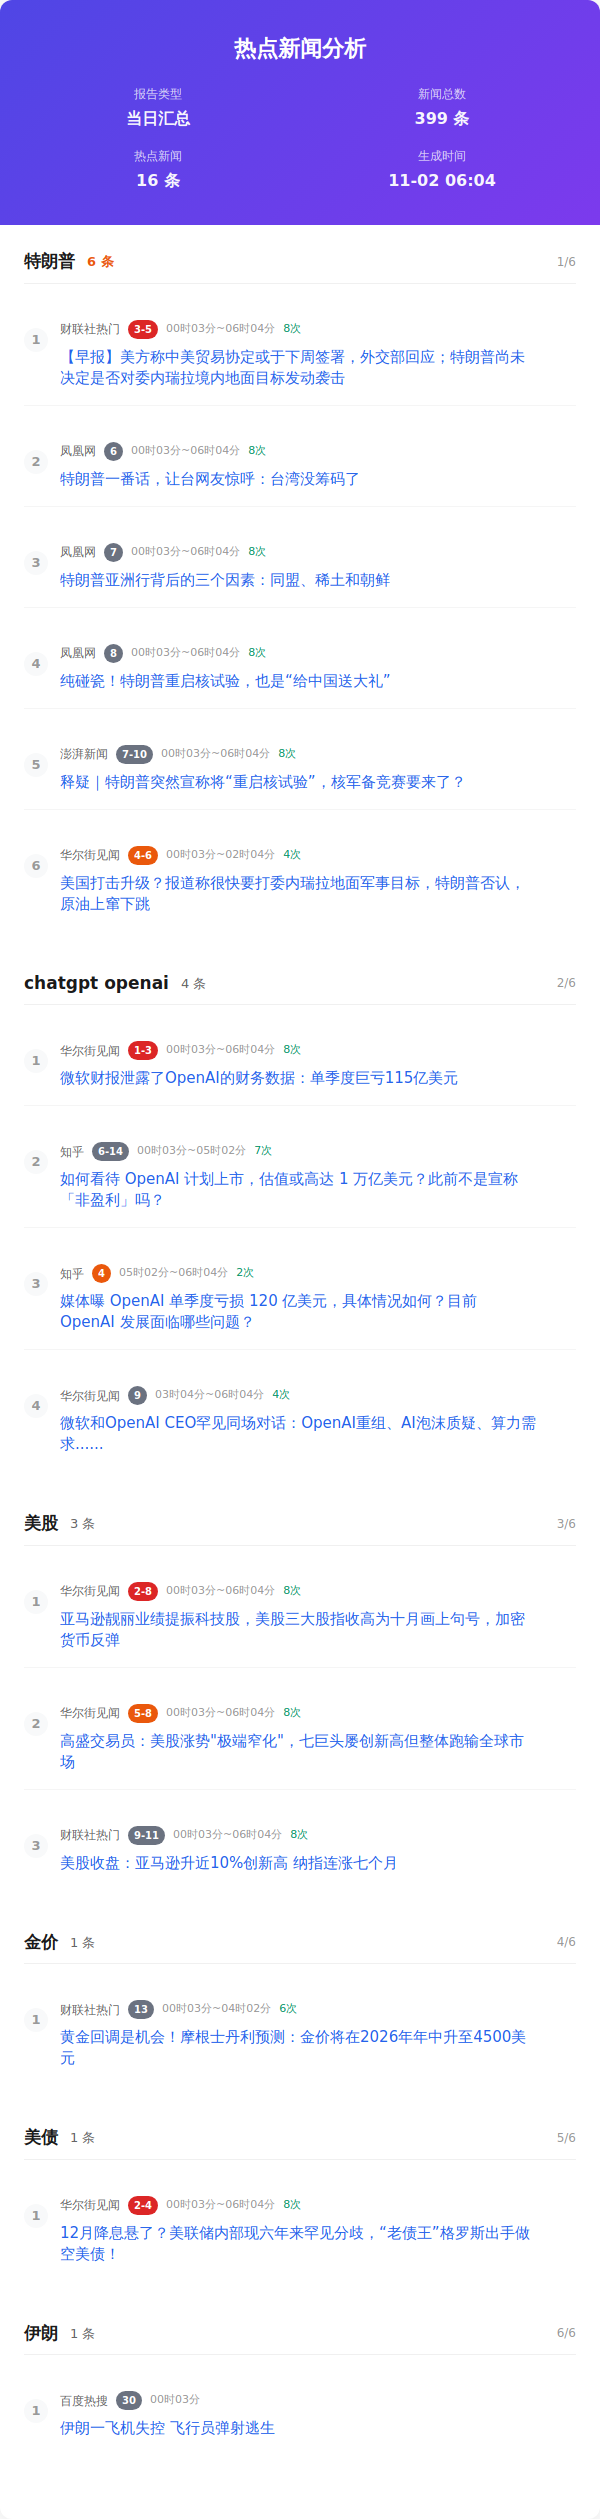 热点新闻分析
报告类型
新闻总数
当日汇总
399 条
热点新闻
生成时间
16 条
11-02 06:04
特朗普 6 条 1/6
1 财联社热门 3-5 00时03分~06时04分 8次
【早报】美方称中美贸易协定或于下周签署，外交部回应；特朗普尚未
决定是否对委内瑞拉境内地面目标发动袭击
2 凤凰网 6 00时03分~06时04分 8次
特朗普一番话，让台网友惊呼：台湾没筹码了
3 凤凰网 7 00时03分~06时04分 8次
特朗普亚洲行背后的三个因素：同盟、稀土和朝鲜
4 凤凰网 8 00时03分~06时04分 8次
纯碰瓷！特朗普重启核试验，也是“给中国送大礼”
5 澎湃新闻 7-10 00时03分~06时04分 8次
释疑｜特朗普突然宣称将“重启核试验”，核军备竞赛要来了？
6 华尔街见闻 4-6 00时03分~02时04分 4次
美国打击升级？报道称很快要打委内瑞拉地面军事目标，特朗普否认，
原油上窜下跳
chatgpt openai 4 条 2/6
1 华尔街见闻 1-3 00时03分~06时04分 8次
微软财报泄露了OpenAI的财务数据：单季度巨亏115亿美元
2 知乎 6-14 00时03分~05时02分 7次
如何看待 OpenAI 计划上市，估值或高达 1 万亿美元？此前不是宣称
「非盈利」吗？
3 知乎 4 05时02分~06时04分 2次
媒体曝 OpenAI 单季度亏损 120 亿美元，具体情况如何？目前
OpenAI 发展面临哪些问题？
4 华尔街见闻 9 03时04分~06时04分 4次
微软和OpenAI CEO罕见同场对话：OpenAI重组、AI泡沫质疑、算力需
求……
美股 3 条 3/6
1 华尔街见闻 2-8 00时03分~06时04分 8次
亚马逊靓丽业绩提振科技股，美股三大股指收高为十月画上句号，加密
货币反弹
2 华尔街见闻 5-8 00时03分~06时04分 8次
高盛交易员：美股涨势"极端窄化"，七巨头屡创新高但整体跑输全球市
场
3 财联社热门 9-11 00时03分~06时04分 8次
美股收盘：亚马逊升近10%创新高 纳指连涨七个月
金价 1 条 4/6
1 财联社热门 13 00时03分~04时02分 6次
黄金回调是机会！摩根士丹利预测：金价将在2026年年中升至4500美
元
美债 1 条 5/6
1 华尔街见闻 2-4 00时03分~06时04分 8次
12月降息悬了？美联储内部现六年来罕见分歧，“老债王”格罗斯出手做
空美债！
伊朗 1 条 6/6
1 百度热搜 30 00时03分
伊朗一飞机失控 飞行员弹射逃生